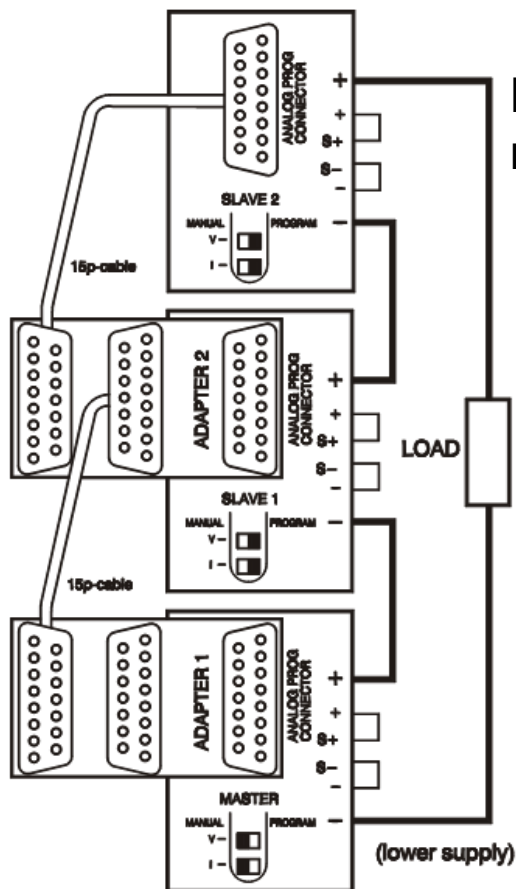 ANALOG PROG
CONNECTOR
+
+
S+
S-
-
-
SLAVE 2
MANUAL PROGRAM
V-
I-
15p-cable
ADAPTER 2
ANALOG PROG
CONNECTOR
+
+
S+
S-
-
-
LOAD
SLAVE 1
MANUAL PROGRAM
V-
I-
15p-cable
ADAPTER 1
ANALOG PROG
CONNECTOR
+
+
S+
S-
-
-
MASTER
MANUAL PROGRAM
V-
I-
(lower supply)